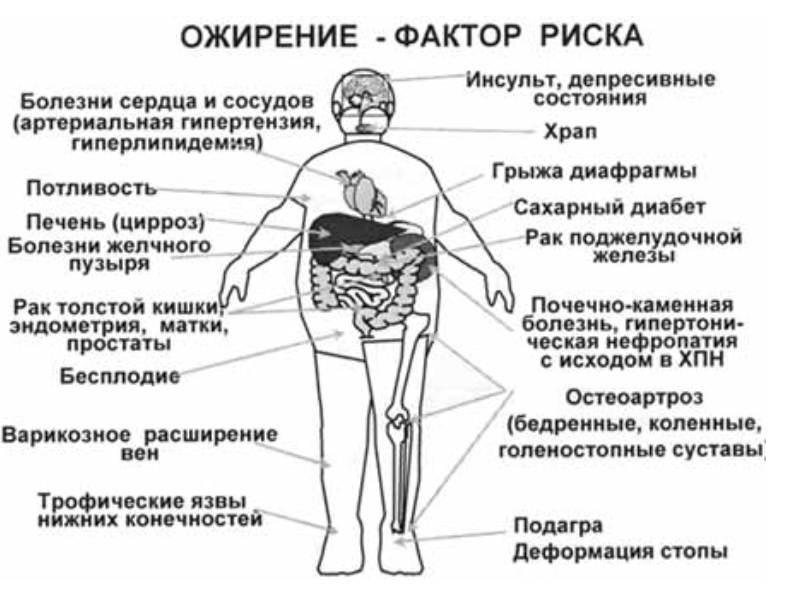 ОЖИРЕНИЕ - ФАКТОР РИСКА
Болезни сердца и сосудов
(артериальная гипертензия,
гиперлипидемия)
Потливость
Печень (цирроз)
Болезни желчного
пузыря
Рак толстой кишки,
эндометрия, матки,
простаты
Бесплодие
Варикозное расширение
вен
Трофические язвы
нижних конечностей
Инсульт, депресивные
состояния
Храп
Грыжа диафрагмы
Сахарный диабет
Рак поджелудочной
железы
Почечно-каменная
болезнь, гипертони-
ческая нефропатия
с исходом в ХПН
Остеоартроз
(бедренные, коленные,
голеностопные суставы)
Подагра
Деформация стопы